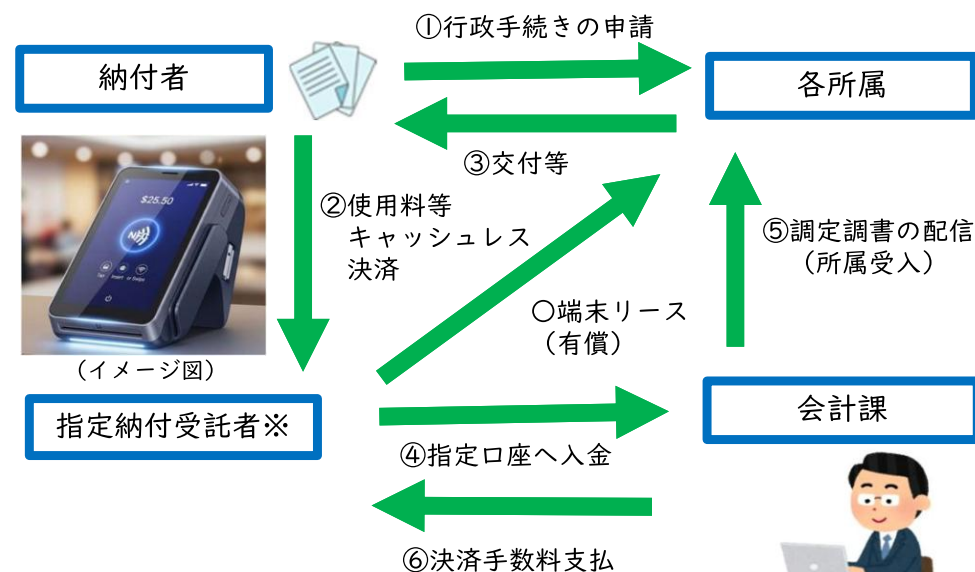 ①行政手続きの申請
納付者
各所属
③交付等
$25.50
②使用料等
キャッシュレス
決済
⑤調定調書の配信
（所属受入）
〇端末リース
（有償）
（イメージ図）
指定納付受託者※
会計課
④指定口座へ入金
⑥決済手数料支払